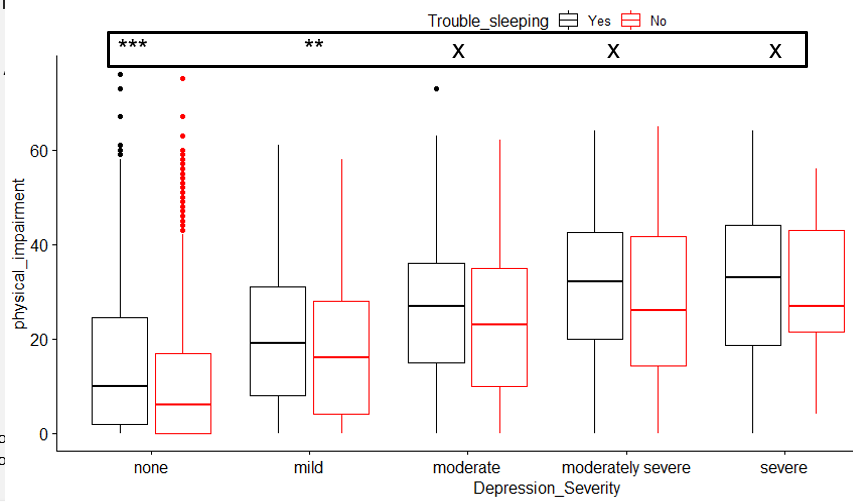 Trouble_sleeping Yes No
*** ** X X X
60
40
20
0
physical_impairment
none mild moderate moderately severe severe
Depression_Severity